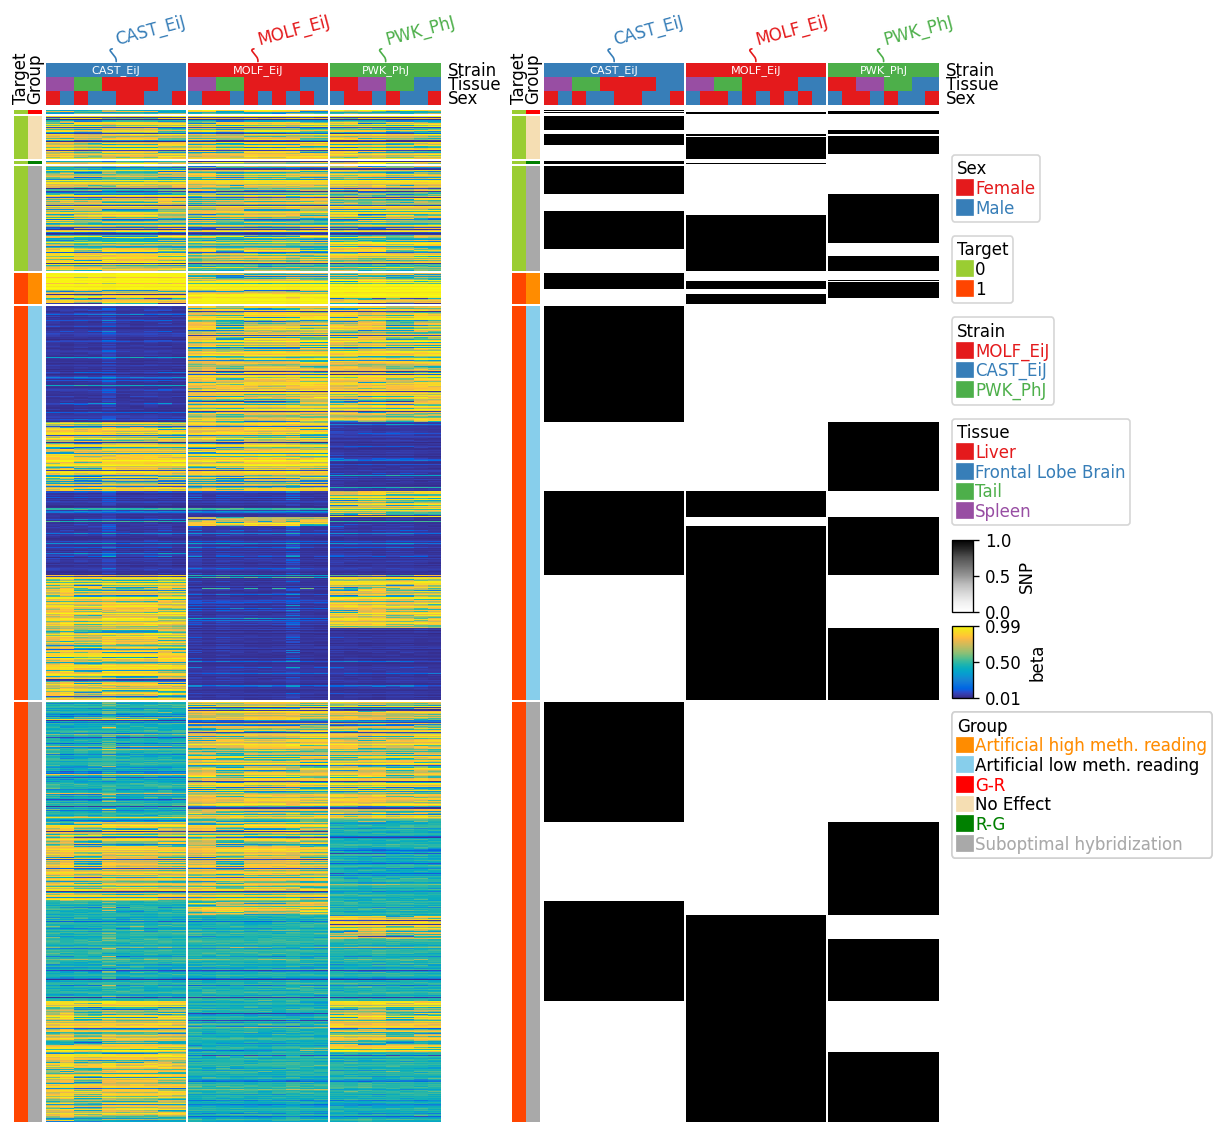 CAST_EiJ
MOLF_EiJ
PWK_PhJ
CAST_EiJ
MOLF_EiJ
PWK_PhJ
Target
Group
CAST_EiJ
MOLF_EiJ
PWK_PhJ
Strain
Tissue
Sex
Target
Group
CAST_EiJ
MOLF_EiJ
PWK_PhJ
Strain
Tissue
Sex
Sex
Female
Male
Target
0
1
Strain
MOLF_EiJ
CAST_EiJ
PWK_PhJ
Tissue
Liver
Frontal Lobe Brain
Tail
Spleen
1.0
0.5
0.0
SNP
0.99
0.50
0.01
beta
Group
Artificial high meth. reading
Artificial low meth. reading
G-R
No Effect
R-G
Suboptimal hybridization